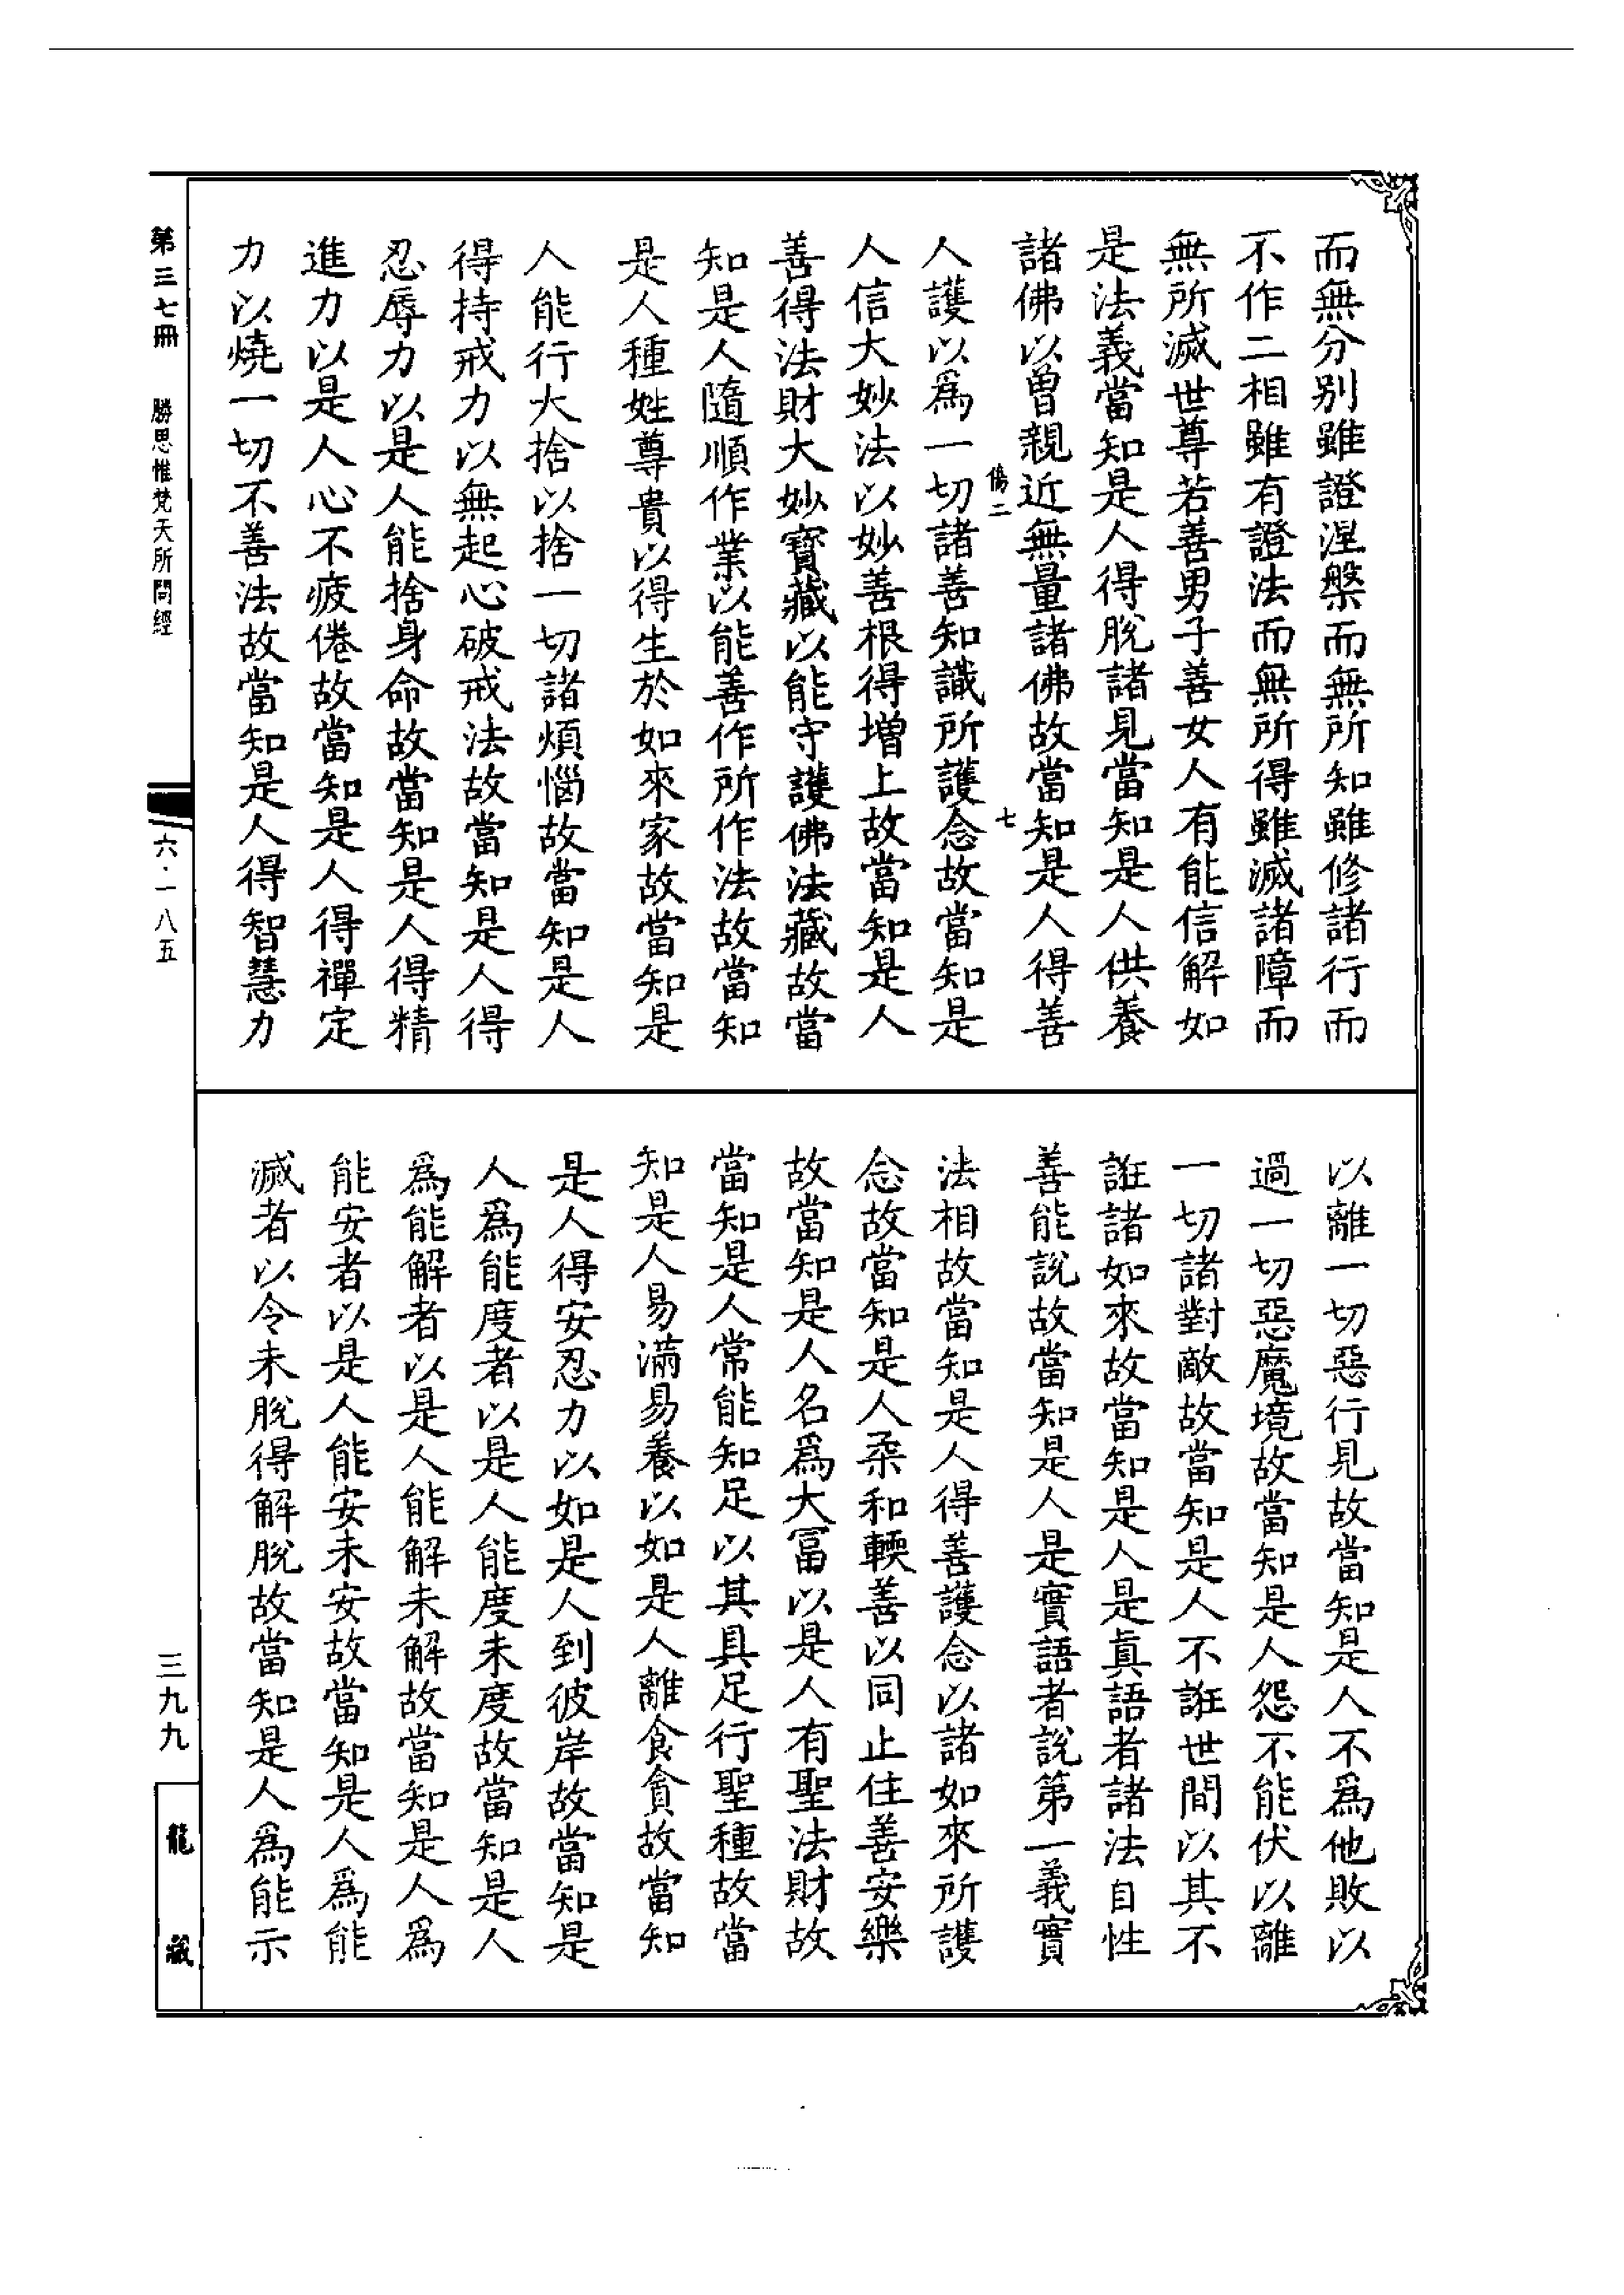 而無分別雖證涅槃而無所知雖修諸行而
不作二相雖有證法而無所得雖滅諸障而
無所滅世尊若善男子善女人有能信解如
是法義當知是人得脫諸見當知是人供養
諸佛以曾親近無量諸佛故當知是人得善
傷二 七
人護以爲一切諸善知識所護念故當知是
人信大妙法以妙善根得增上故當知是人
善得法財大妙寶藏以能守護佛法藏故當
知是人隨順作業以能善作所作法故當知
是人種姓尊貴以得生於如來家故當知是
人能行大捨以捨一切諸煩惱故當知是人
得持戒力以無起心破戒法故當知是人得
忍辱力以是人能捨身命故當知是人得精
進力以是人心不疲倦故當知是人得禪定
力以燒一切不善法故當知是人得智慧力
以離一切惡行見故當知是人不爲他敗以
過一切惡魔境故當知是人怨不能伏以離
一切諸對敵故當知是人不誑世間以其不
誑諸如來故當知是人是真語者諸法自性
善能說故當知是人是實語者說第一義實
法相故當知是人得善護念以諸如來所護
念故當知是人柔和輭善以同止住善安樂
故當知是人名爲大富以是人有聖法財故
當知是人常能知足以其具足行聖種故當
知是人易滿易養以如是人離食貪故當知
是人得安忍力以如是人到彼岸故當知是
人爲能度者以是人能度未度故當知是人
爲能解者以是人能解未解故當知是人爲
能安者以是人能安未安故當知是人爲能
滅者以令未脫得解脫故當知是人爲能示
第三七冊 勝思惟梵天所問經
六·一八五
三九九
龍藏